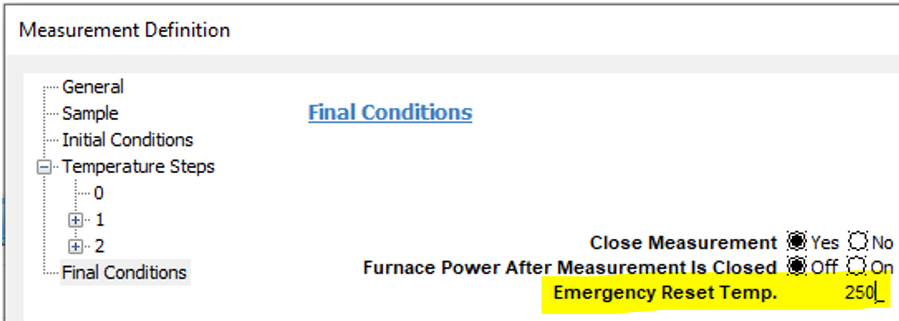 Measurement Definition
General
Sample
Initial Conditions
Temperature Steps
0
1
2
Final Conditions
Final Conditions
Close Measurement Yes No
Furnace Power After Measurement Is Closed Off On
Emergency Reset Temp. 250